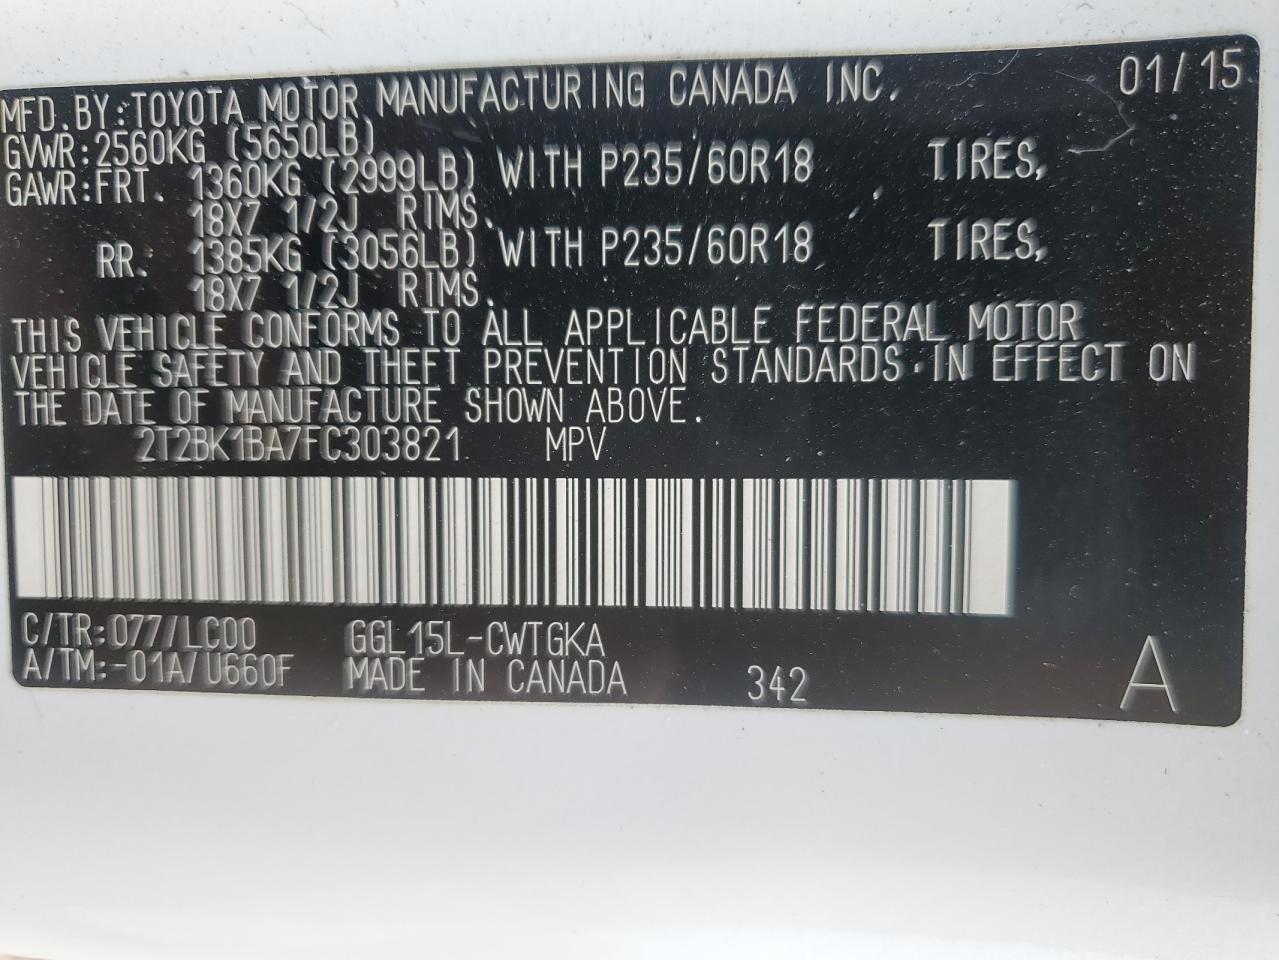 MFD. BY: TOYOTA MOTOR MANUFACTURING CANADA INC. 01/15
GVWR: 2560KG (5650LB)
GAWR: FRT. 1360KG (2999LB) WITH P235/60R18 TIRES,
18X7 1/2J RIMS.
RR. 1385KG (3056LB) WITH P235/60R18 TIRES,
18X7 1/2J RIMS.
THIS VEHICLE CONFORMS TO ALL APPLICABLE FEDERAL MOTOR
VEHICLE SAFETY AND THEFT PREVENTION STANDARDS IN EFFECT ON
THE DATE OF MANUFACTURE SHOWN ABOVE.
2T2BK1BA7FC303821 MPV
C/TR: 077/LC00 GGL15L-CWTGKA
A/TM: -01A/U660F MADE IN CANADA 342 A